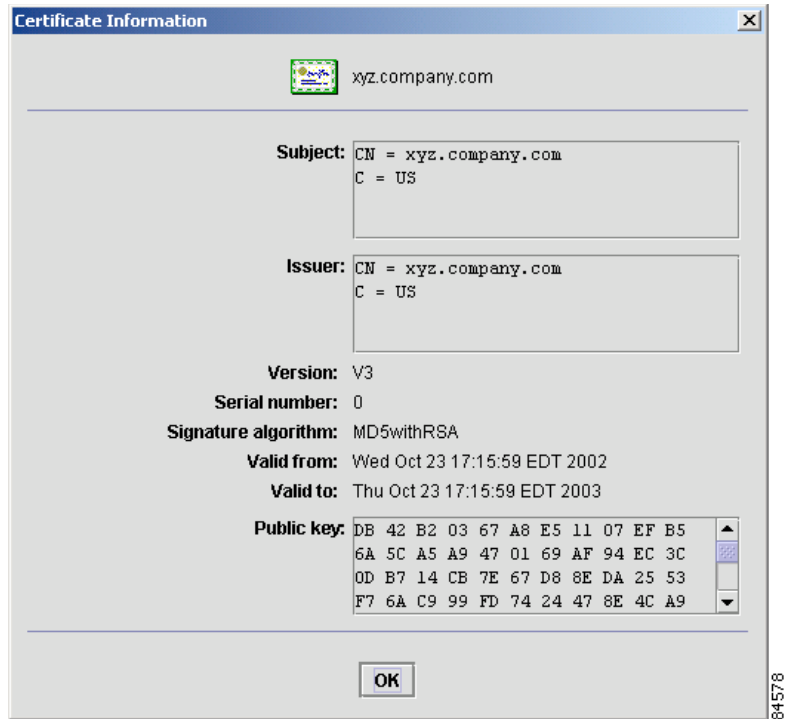 Certificate Information
xyz.company.com
Subject: CN = xyz.company.com
C = US
Issuer: CN = xyz.company.com
C = US
Version: V3
Serial number: 0
Signature algorithm: MD5withRSA
Valid from: Wed Oct 23 17:15:59 EDT 2002
Valid to: Thu Oct 23 17:15:59 EDT 2003
Public key: DB 42 B2 03 67 A8 E5 11 07 EF B5
6A 5C A5 A9 47 01 69 AF 94 EC 3C
0D B7 14 CB 7E 67 D8 8E DA 25 53
F7 6A C9 99 FD 74 24 47 8E 4C A9
OK
84578